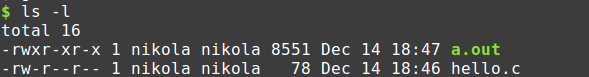 $ ls -l
total 16
-rwxr-xr-x 1 nikola nikola 8551 Dec 14 18:47 a.out
-rw-r--r-- 1 nikola nikola   78 Dec 14 18:46 hello.c